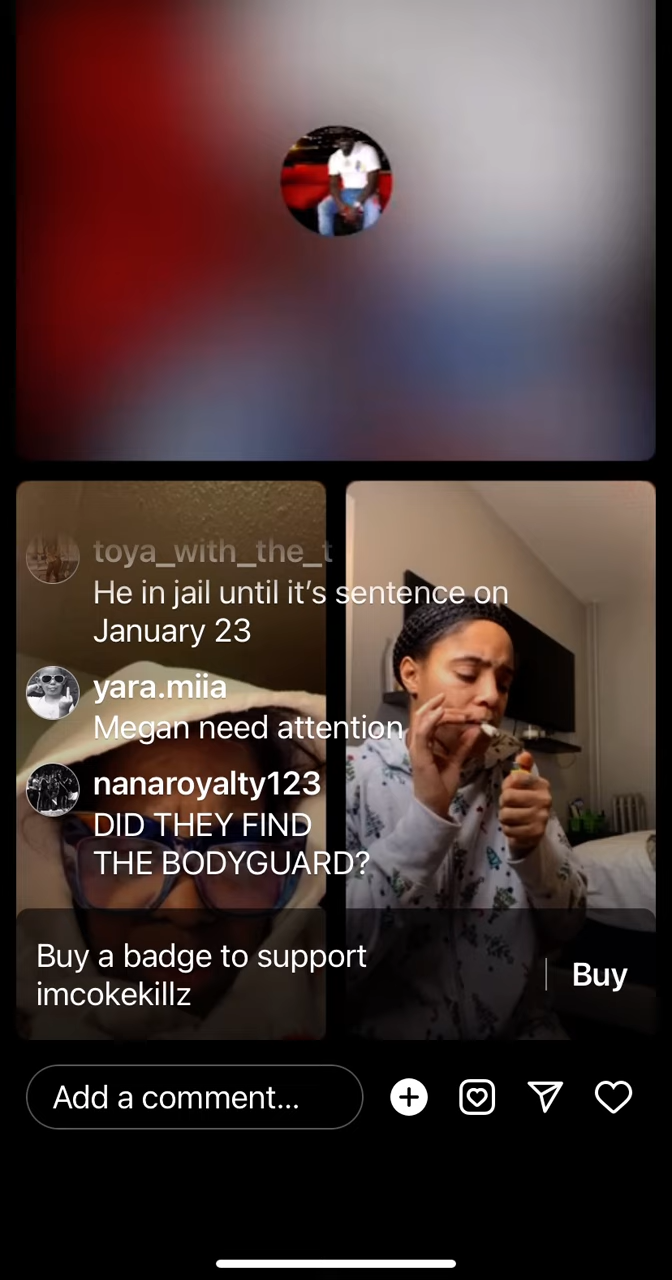 toya_with_the_t
He in jail until it’s sentence on
January 23
yara.miia
Megan need attention
nanaroyalty123
DID THEY FIND
THE BODYGUARD?
Buy a badge to support
imcokekillz
Buy
Add a comment...